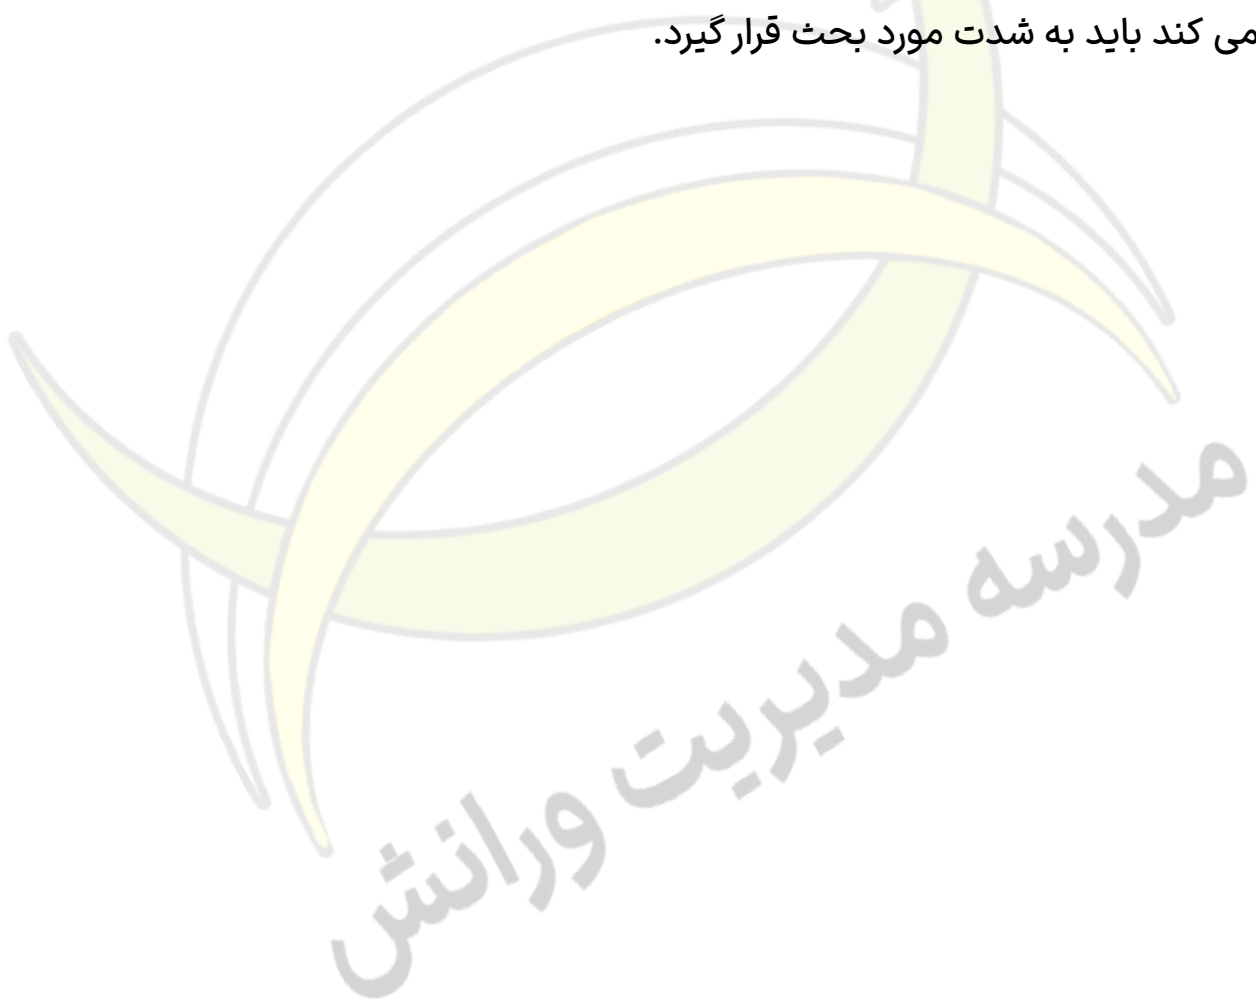 می کند باید به شدت مورد بحث قرار گیرد.
مدرسه مدیریت ورانش